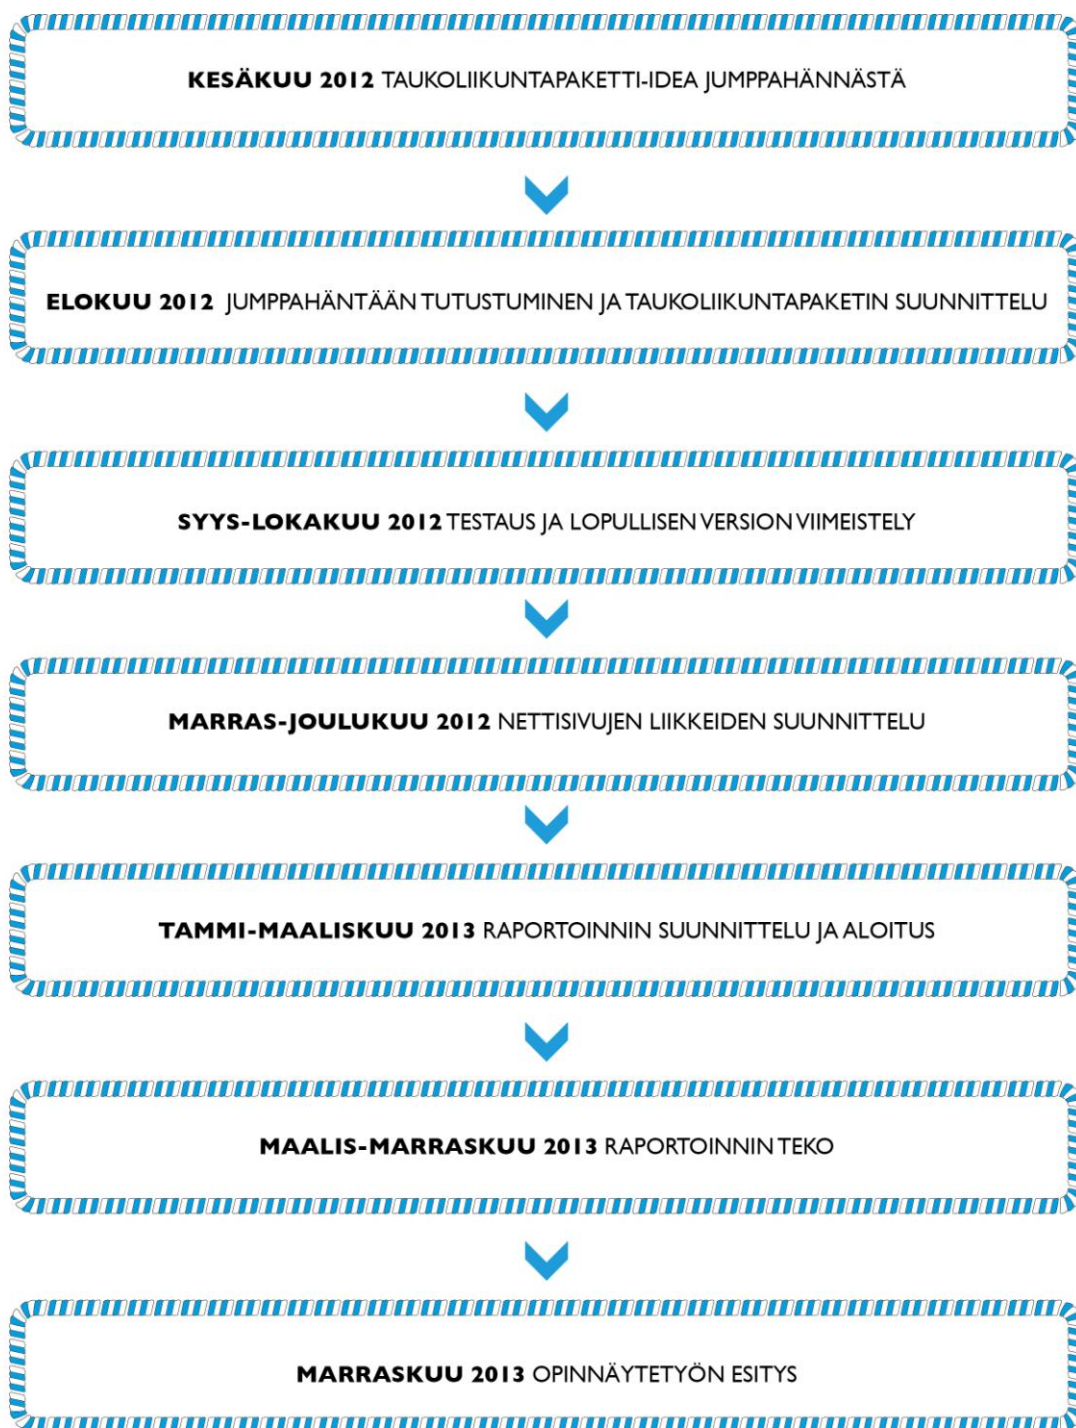 KESÄKUU 2012 TAUKOLIIKUNTAPAKETTI-IDEA JUMPPAHÄNNÄSTÄ
ELOKUU 2012 JUMPPAHÄNTÄÄN TUTUSTUMINEN JA TAUKOLIIKUNTAPAKETIN SUUNNITTELU
SYYS-LOKAKUU 2012 TESTAUS JA LOPULLISEN VERSION VIIMEISTELY
MARRAS-JOULUKUU 2012 NETTISIVUJEN LIIKKEIDEN SUUNNITTELU
TAMMI-MAALISKUU 2013 RAPORTOINNIN SUUNNITTELU JA ALOITUS
MAALIS-MARRASKUU 2013 RAPORTOINNIN TEKO
MARRASKUU 2013 OPINNÄYTETYÖN ESITYS